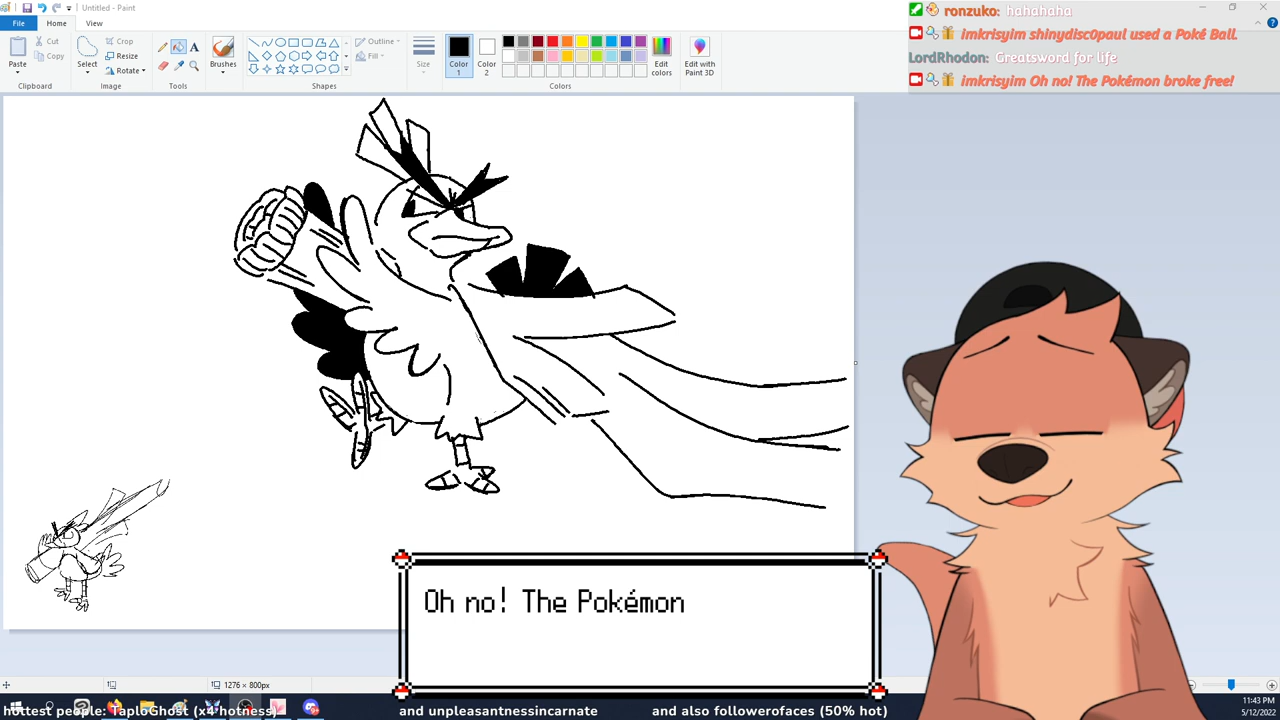 Untitled - Paint
File
Home
View
Paste
Cut
Copy
Clipboard
Select
Crop
Resize
Rotate
Image
A
Tools
Brushes
Shapes
Outline
Fill
Size
Color 1
Color 2
Edit colors
Edit with Paint 3D
Colors
ronzuko: hahahaha
imkrisyim shinydisc0paul used a Poké Ball.
LordRhodon: Greatsword for life
imkrisyim Oh no! The Pokémon broke free!
Oh no! The Pokémon
1276 × 800px
11:43 PM
5/12/2022
hottest people: TaploGhost (x4 hotness)
and unpleasantnessincarnate
and also followerofaces (50% hot)